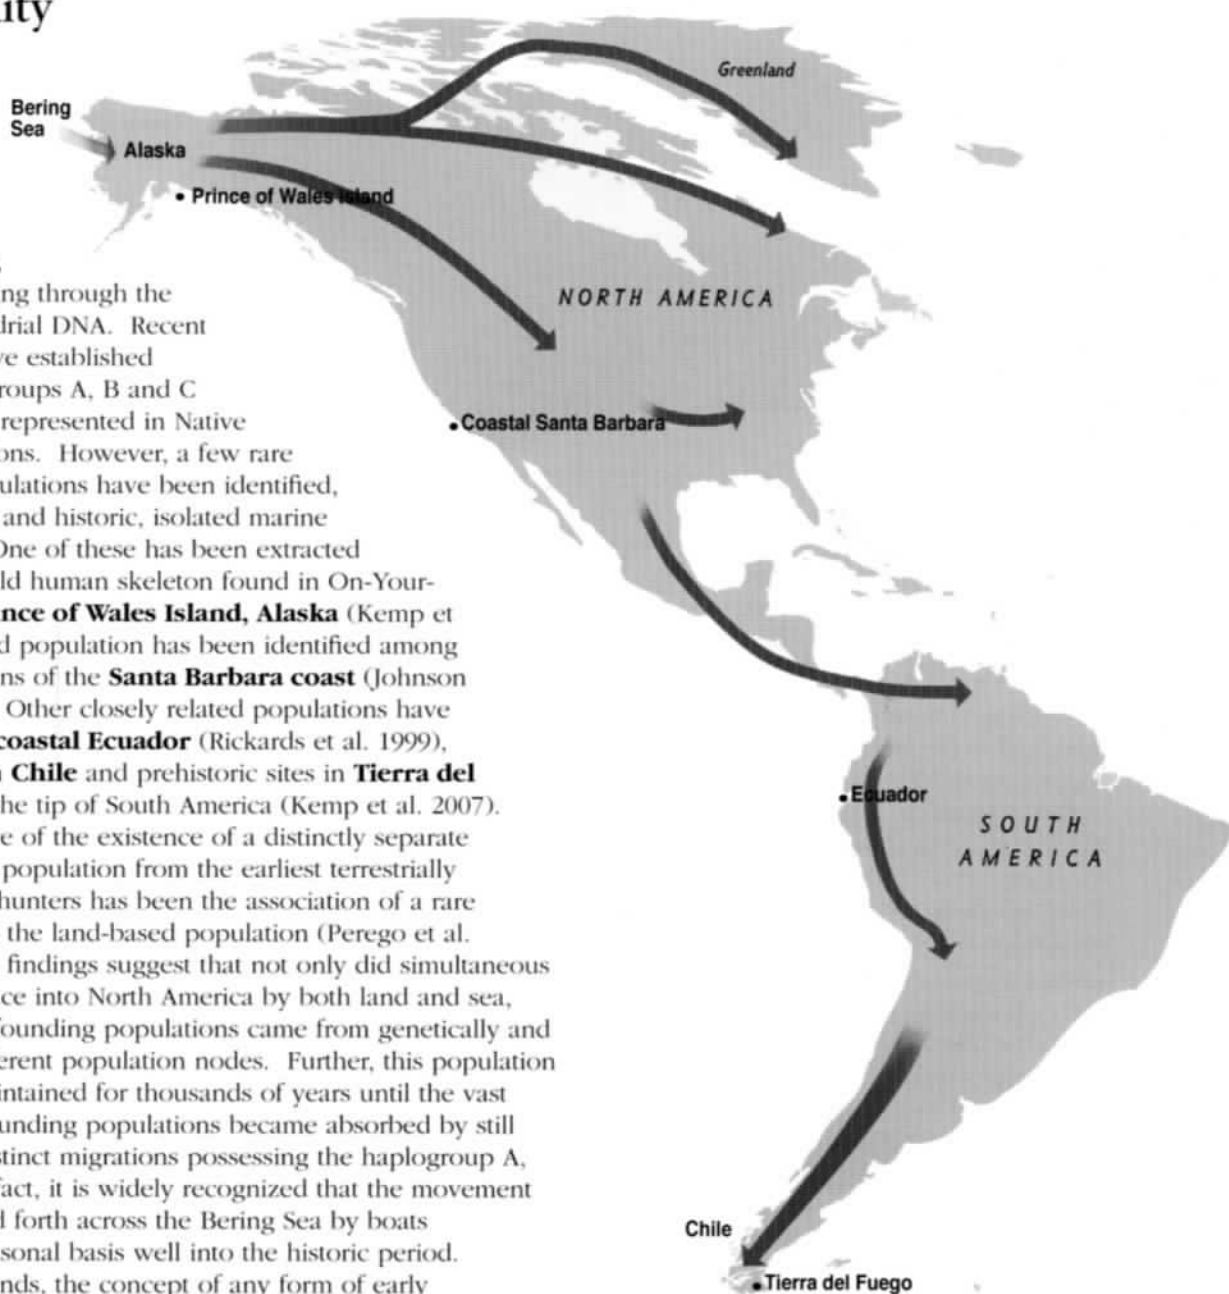 ity
Greenland
Bering
Sea
Alaska
Prince of Wales Island
NORTH AMERICA
ng through the
drial DNA. Recent
ve established
roups A, B and C
represented in Native
ons. However, a few rare
ulations have been identified,
and historic, isolated marine
One of these has been extracted
ld human skeleton found in On-Your-
nce of Wales Island, Alaska (Kemp et
d population has been identified among
ns of the Santa Barbara coast (Johnson
Other closely related populations have
coastal Ecuador (Rickards et al. 1999),
Chile and prehistoric sites in Tierra del
he tip of South America (Kemp et al. 2007).
e of the existence of a distinctly separate
population from the earliest terrestrially
hunters has been the association of a rare
the land-based population (Perego et al.
findings suggest that not only did simultaneous
ce into North America by both land and sea,
founding populations came from genetically and
erent population nodes. Further, this population
intained for thousands of years until the vast
unding populations became absorbed by still
stinct migrations possessing the haplogroup A,
fact, it is widely recognized that the movement
d forth across the Bering Sea by boats
sonal basis well into the historic period.
nds, the concept of any form of early
Coastal Santa Barbara
Ecuador
SOUTH
AMERICA
Chile
Tierra del Fuego